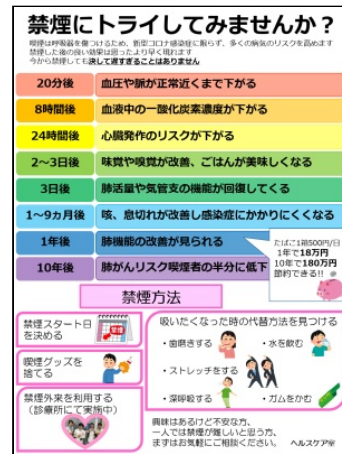 禁煙にトライしてみませんか？
喫煙は呼吸器を傷つけるため、新型コロナ感染症に限らず、多くの病気のリスクを高めます
禁煙した後の良い効果は思ったより早く現れます
今から禁煙しても決して遅すぎることはありません
20分後 血圧や脈が正常近くまで下がる
8時間後 血液中の一酸化炭素濃度が下がる
24時間後 心臓発作のリスクが下がる
2～3日後 味覚や嗅覚が改善、ごはんが美味しくなる
3日後 肺活量や気管支の機能が回復してくる
1～9ヵ月後 咳、息切れが改善し感染症にかかりにくくなる
1年後 肺機能の改善が見られる
10年後 肺がんリスク喫煙者の半分に低下
たばこ1箱500円/日
1年で18万円
10年で180万円
節約できる!!
禁煙方法
禁煙スタート日
を決める
禁煙
喫煙グッズを
捨てる
禁煙外来を利用する
（診療所にて実施中）
吸いたくなった時の代替方法を見つける
・歯磨きする
・水を飲む
・ストレッチをする
・深呼吸する
・ガムをかむ
興味はあるけど不安な方、
一人では禁煙が難しいと思う方、
まずはお気軽にご相談ください。
ヘルスケア室